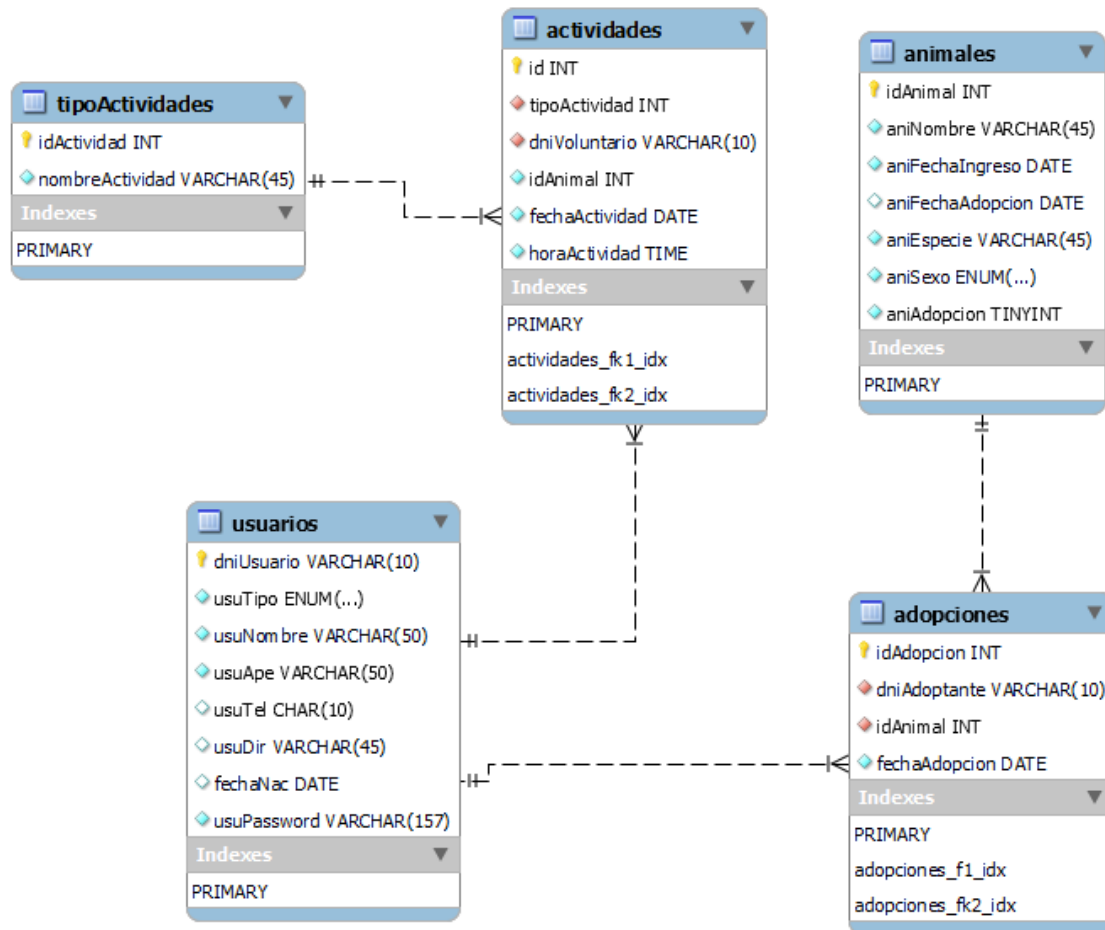 tipoActividades
idActividad INT
nombreActividad VARCHAR(45)
Indexes
PRIMARY
actividades
id INT
tipoActividad INT
dniVoluntario VARCHAR(10)
idAnimal INT
fechaActividad DATE
horaActividad TIME
Indexes
PRIMARY
actividades_fk1_idx
actividades_fk2_idx
animales
idAnimal INT
aniNombre VARCHAR(45)
aniFechaIngreso DATE
aniFechaAdopcion DATE
aniEspecie VARCHAR(45)
aniSexo ENUM(...)
aniAdopcion TINYINT
Indexes
PRIMARY
usuarios
dniUsuario VARCHAR(10)
usuTipo ENUM(...)
usuNombre VARCHAR(50)
usuApe VARCHAR(50)
usuTel CHAR(10)
usuDir VARCHAR(45)
fechaNac DATE
usuPassword VARCHAR(157)
Indexes
PRIMARY
adopciones
idAdopcion INT
dniAdoptante VARCHAR(10)
idAnimal INT
fechaAdopcion DATE
Indexes
PRIMARY
adopciones_f1_idx
adopciones_fk2_idx